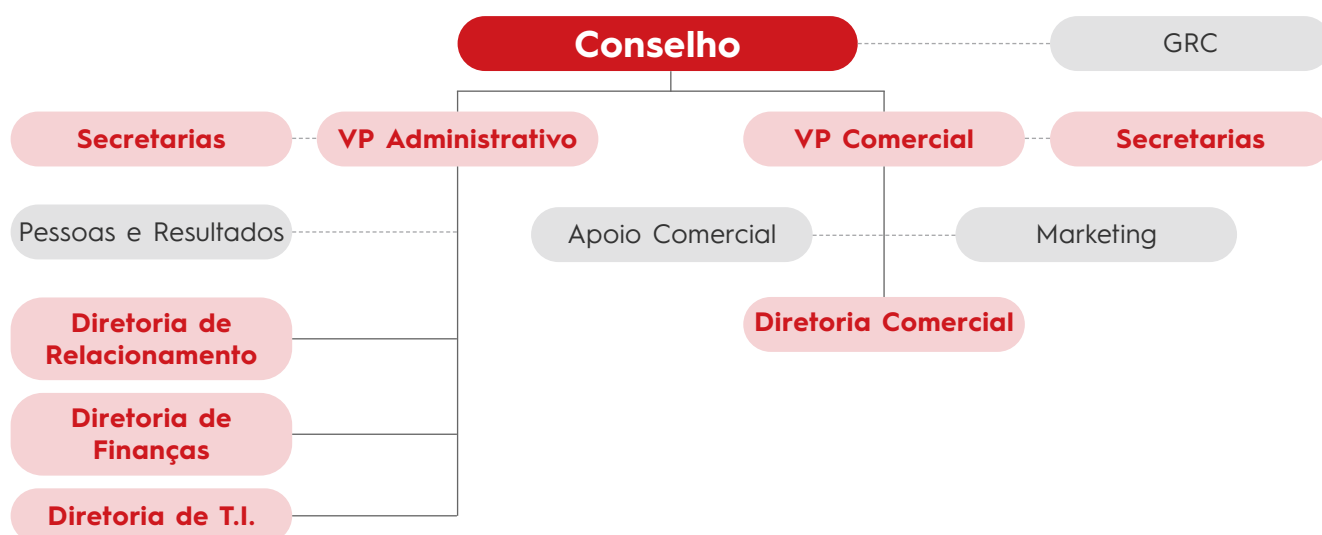 Conselho
GRC
Secretarias
VP Administrativo
VP Comercial
Secretarias
Pessoas e Resultados
Apoio Comercial
Marketing
Diretoria de
Relacionamento
Diretoria Comercial
Diretoria de
Finanças
Diretoria de T.I.